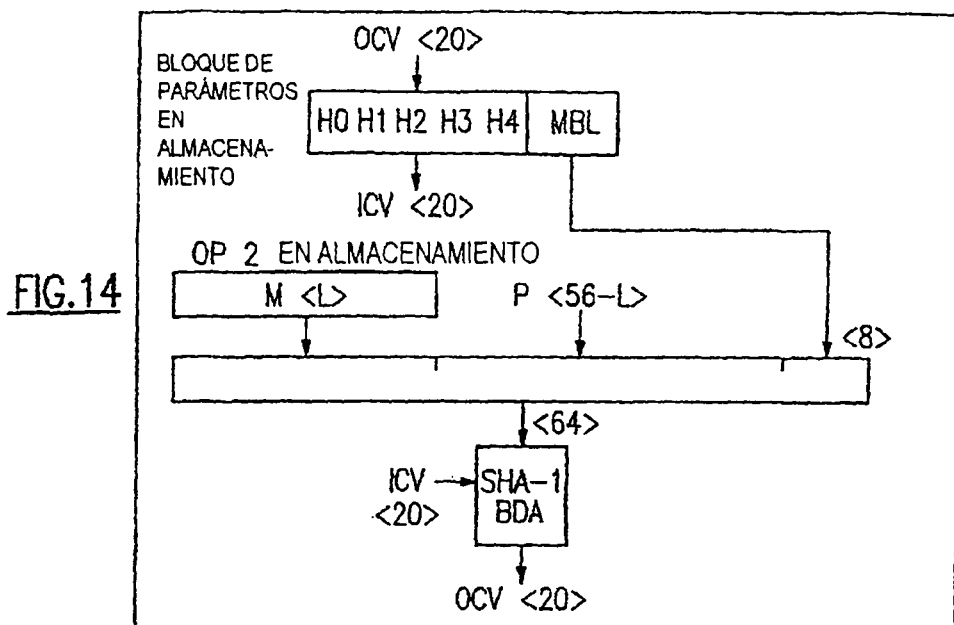 OCV <20>
BLOQUE DE
PARÁMETROS
EN
ALMACENA-
MIENTO
H0 H1 H2 H3 H4 MBL
ICV <20>
OP 2 EN ALMACENAMIENTO
FIG.14
M <L>
P <56-L>
<8>
<64>
ICV
<20>
SHA-1
BDA
OCV <20>